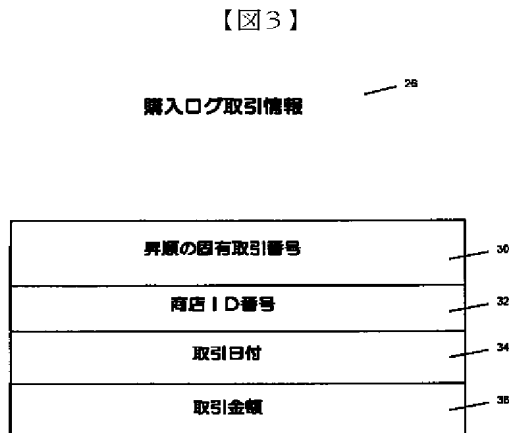 【図3】
26
購入ログ取引情報
昇順の固有取引番号
30
商店ID番号
32
取引日付
34
取引金額
36